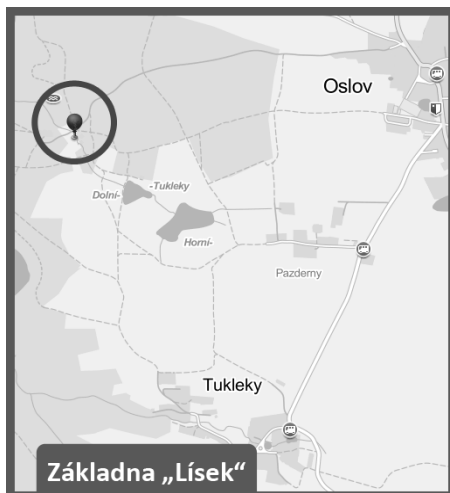 Oslov
Dolní-
-Tukleky
Horní-
Pazderny
Tukleky
Základna „Lísek“